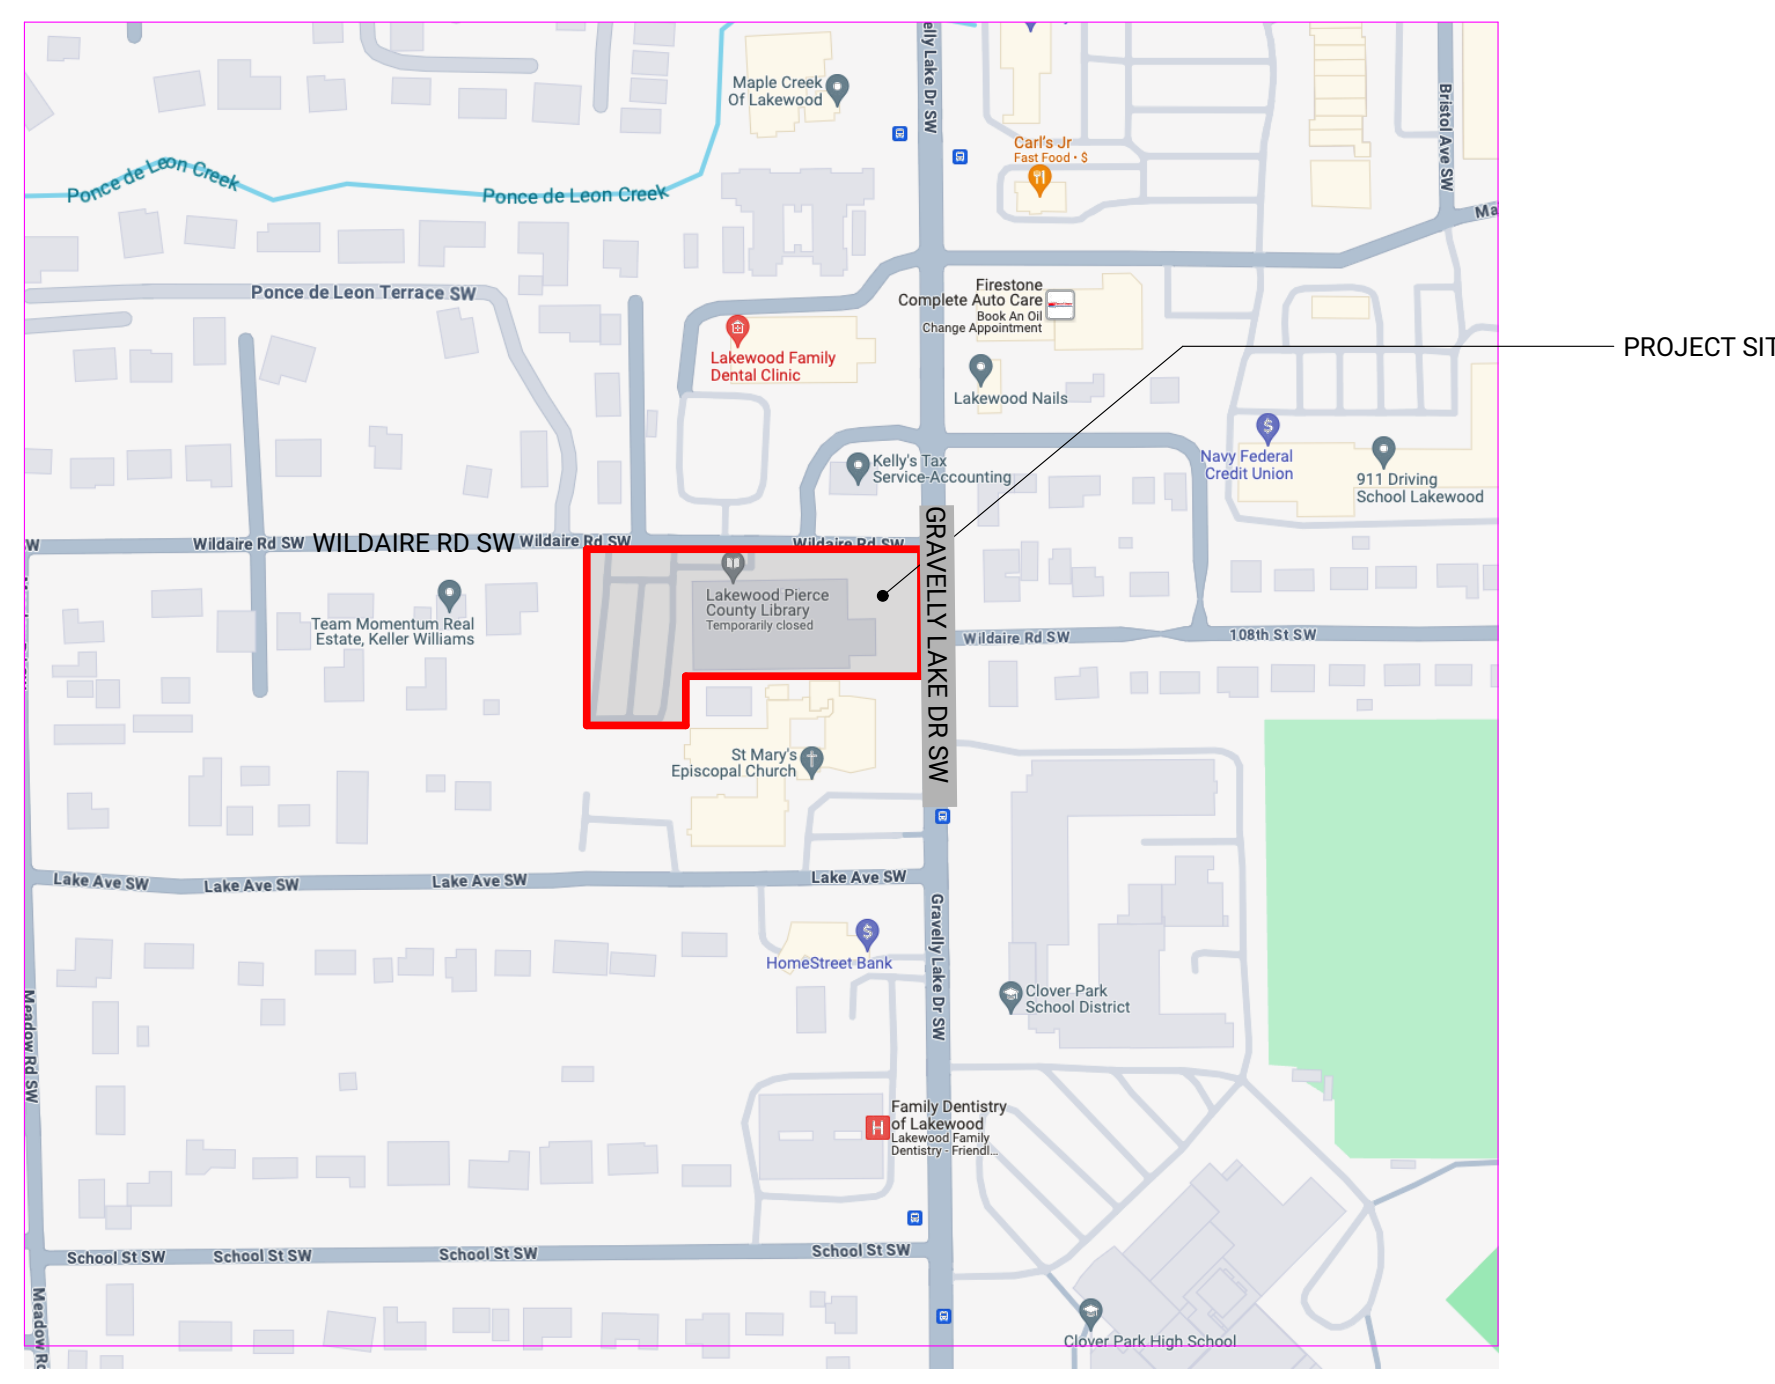 Maple Creek
Of Lakewood
elly Lake Dr SW
Bristol Ave SW
Carl's Jr
Fast Food • $
Ponce de Leon Creek
Ponce de Leon Creek
Ma
Ponce de Leon Terrace SW
Firestone
Complete Auto Care
Book An Oil
Change Appointment
Lakewood Family
Dental Clinic
PROJECT SIT
Lakewood Nails
Kelly's Tax
Service-Accounting
Navy Federal
Credit Union
911 Driving
School Lakewood
W
Wildaire Rd SW
WILDAIRE RD SW
Wildaire Rd SW
Wildaire Rd SW
GRAVELLY LAKE DR SW
Lakewood Pierce
County Library
Temporarily closed
Team Momentum Real
Estate, Keller Williams
Wildaire Rd SW
108th St SW
St Mary's
Episcopal Church
Lake Ave SW
Lake Ave SW
Lake Ave SW
Lake Ave SW
Gravelly Lake Dr SW
HomeStreet Bank
Clover Park
School District
Meadow Rd SW
Family Dentistry
of Lakewood
Lakewood Family
Dentistry - Friendl...
H
School St SW
School St SW
School St SW
School St SW
Meadow Rd
Clover Park High School